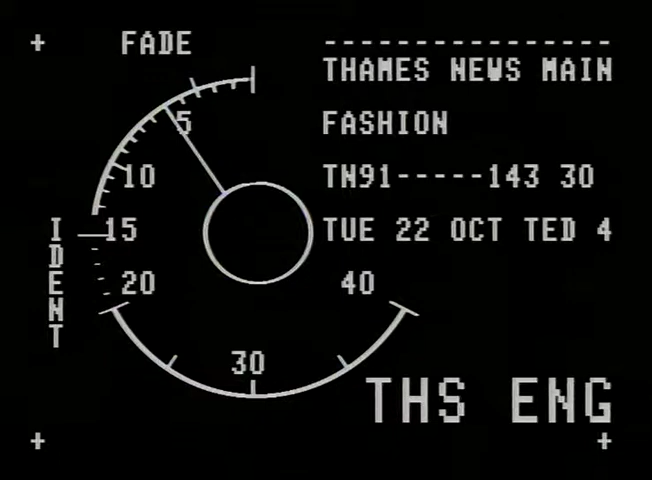 FADE
----------------
THAMES NEWS MAIN
FASHION
TN91-----143 30
TUE 22 OCT TED 4
5
10
15
20
30
40
IDENT
THS ENG